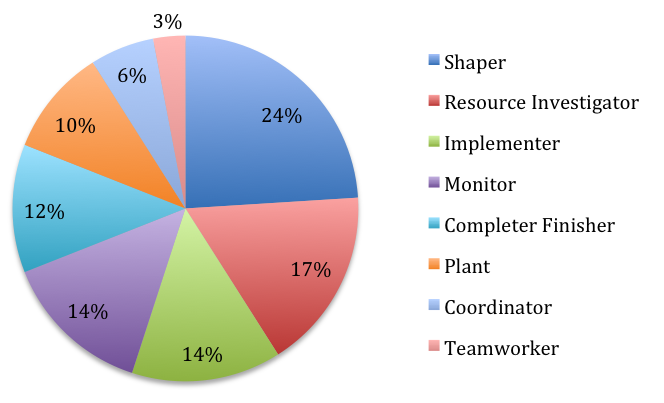 3%
6%
24%
10%
12%
17%
14%
14%
Shaper
Resource Investigator
Implementer
Monitor
Completer Finisher
Plant
Coordinator
Teamworker